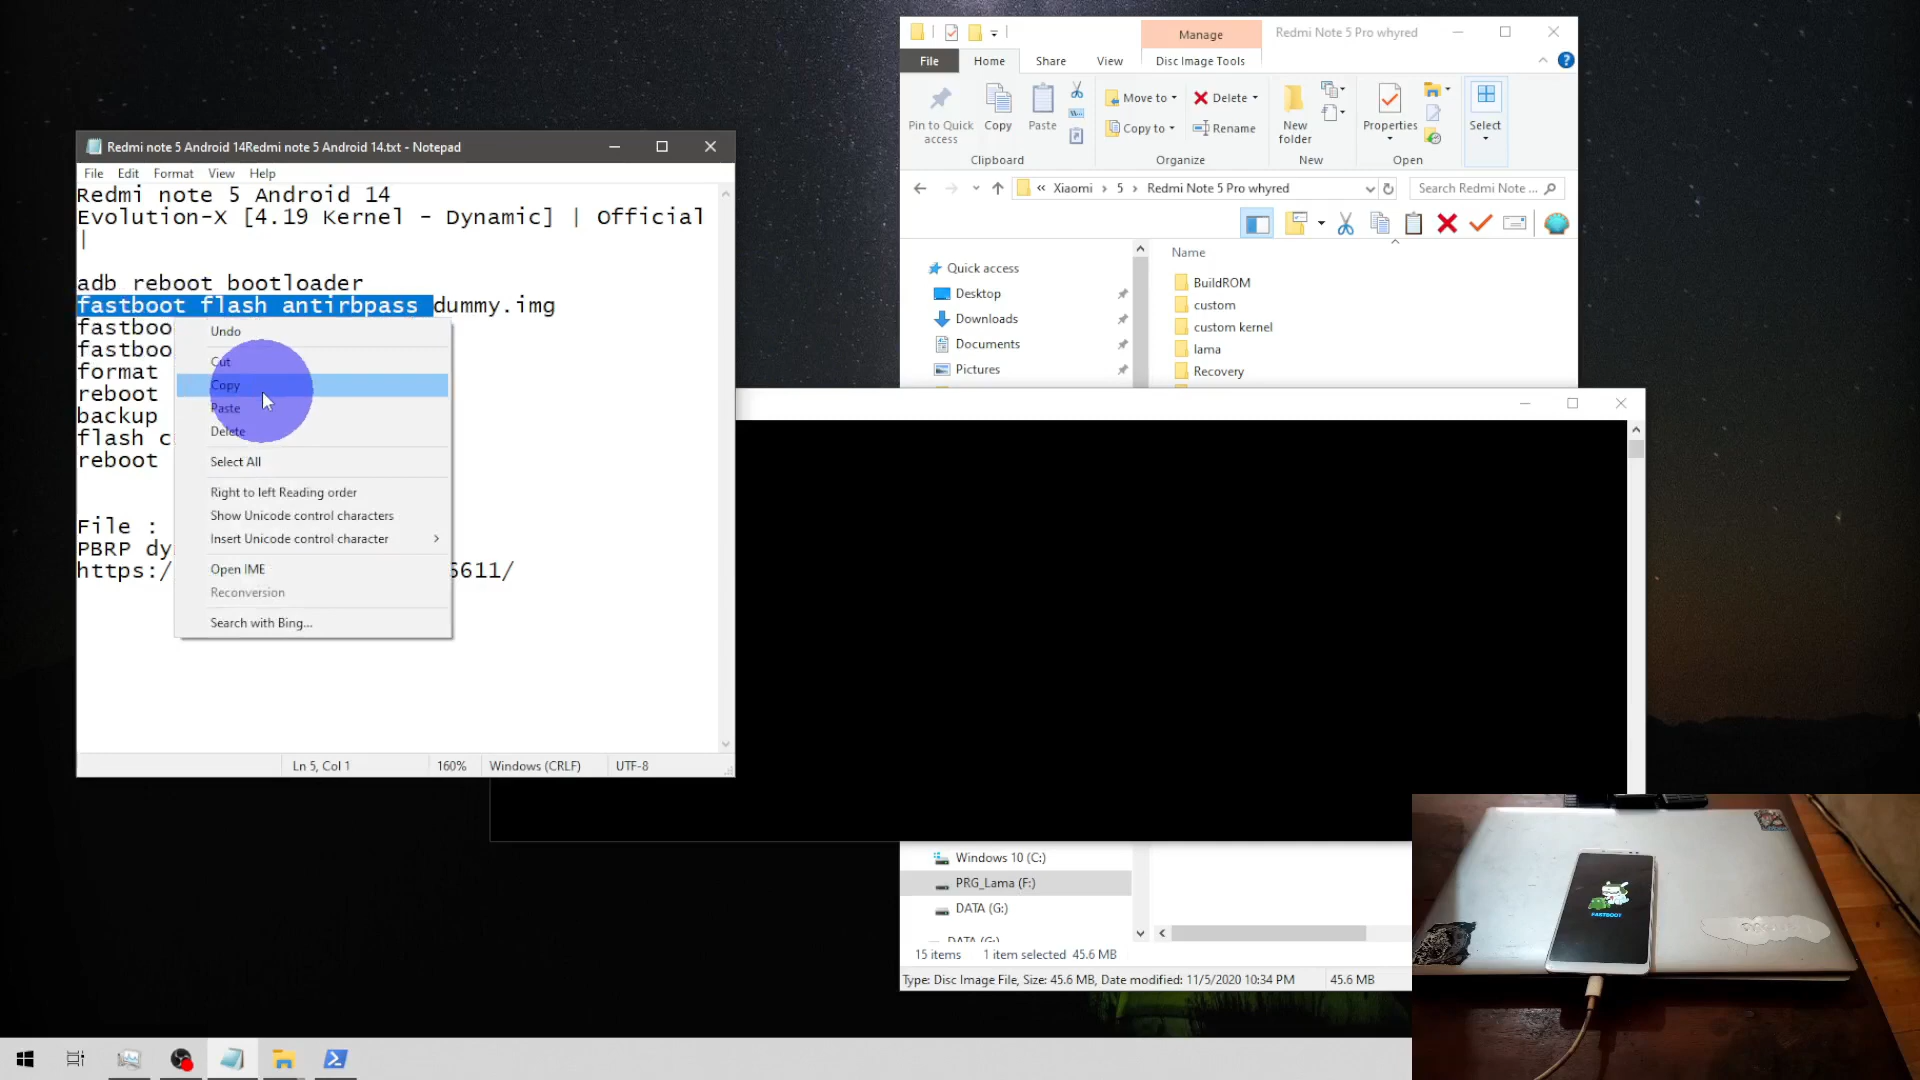 Redmi note 5 Android 14Redmi note 5 Android 14.txt - Notepad
File Edit Format View Help
Redmi note 5 Android 14
Evolution-X [4.19 Kernel - Dynamic] | Official
|
adb reboot bootloader
fastboot flash antirbpass dummy.img
fastboo
fastboo
format
reboot
backup
flash c
reboot
File :
PBRP dy
https:/ 6611/
Undo
Cut
Copy
Paste
Delete
Select All
Right to left Reading order
Show Unicode control characters
Insert Unicode control character
Open IME
Reconversion
Search with Bing...
Ln 5, Col 1 160% Windows (CRLF) UTF-8
Manage Redmi Note 5 Pro whyred
File Home Share View Disc Image Tools
Pin to Quick access
Copy
Paste
Move to
Copy to
Delete
Rename
New folder
Properties
Select
Clipboard Organize New Open
« Xiaomi › 5 › Redmi Note 5 Pro whyred
Search Redmi Note ...
Name
Quick access
Desktop
Downloads
Documents
Pictures
BuildROM
custom
custom kernel
lama
Recovery
Windows 10 (C:)
PRG_Lama (F:)
DATA (G:)
DATA (G:)
15 items 1 item selected 45.6 MB
Type: Disc Image File, Size: 45.6 MB, Date modified: 11/5/2020 10:34 PM 45.6 MB
FASTBOOT